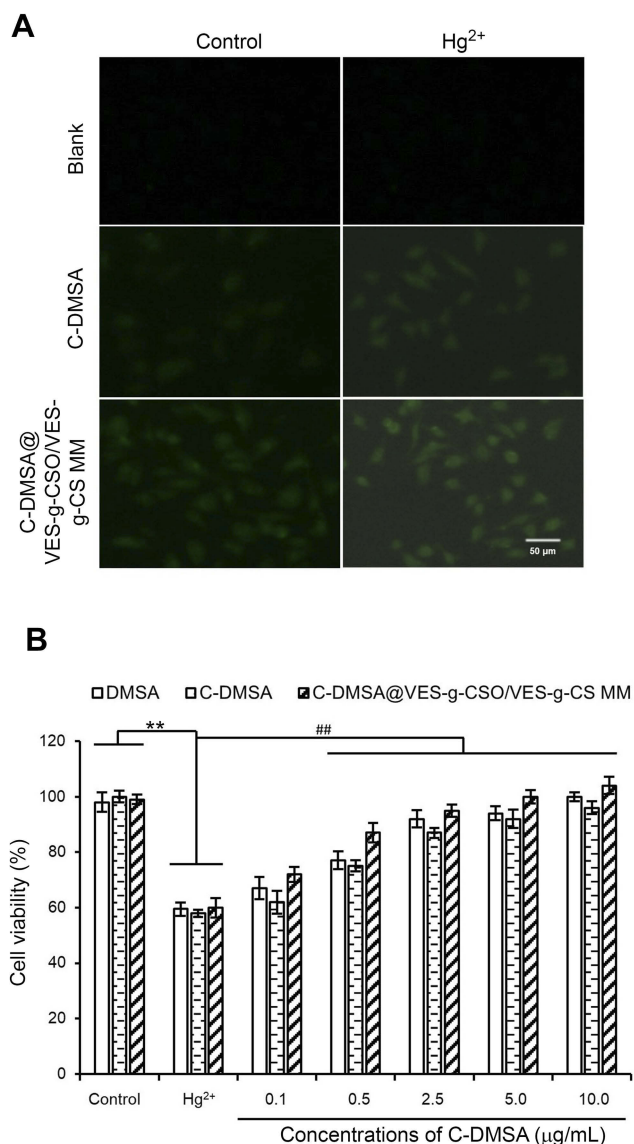 A
Control
Hg²⁺
Blank
C-DMSA
C-DMSA@
VES-g-CSO/VES-
g-CS MM
50 µm
B
DMSA
C-DMSA
C-DMSA@VES-g-CSO/VES-g-CS MM
**
##
Cell viability (%)
120
100
80
60
40
20
0
Control
Hg²⁺
0.1
0.5
2.5
5.0
10.0
Concentrations of C-DMSA (µg/mL)